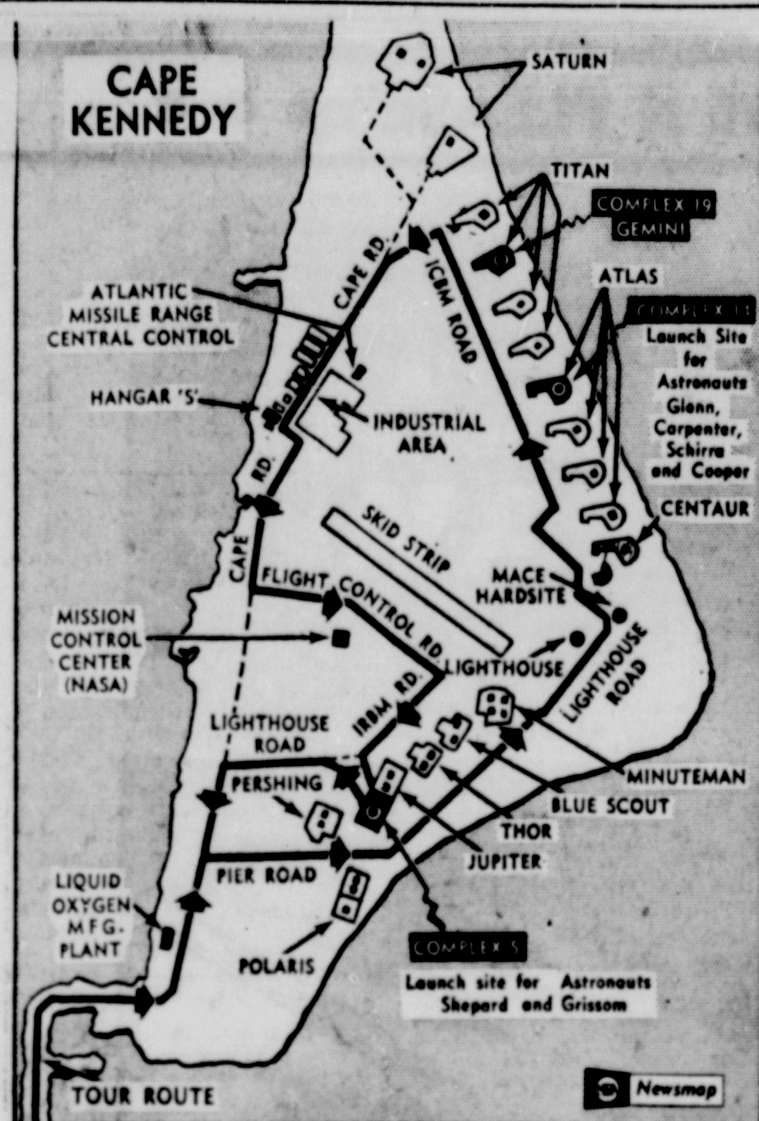 CAPE
KENNEDY
SATURN
TITAN
COMPLEX 19
GEMINI
ATLAS
COMPLEX 14
Launch Site
for
Astronauts
Glenn,
Carpenter,
Schirra
and Cooper
CAPE RD.
ICBM ROAD
ATLANTIC
MISSILE RANGE
CENTRAL CONTROL
HANGAR 'S'
INDUSTRIAL
AREA
CENTAUR
CAPE RD.
SKID STRIP
FLIGHT CONTROL RD.
MACE
HARDSITE
MISSION
CONTROL
CENTER
(NASA)
LIGHTHOUSE
LIGHTHOUSE
ROAD
IRBM RD.
LIGHTHOUSE
ROAD
PERSHING
MINUTEMAN
BLUE SCOUT
THOR
JUPITER
PIER ROAD
LIQUID
OXYGEN
MFG.
PLANT
POLARIS
COMPLEX 5
Launch site for Astronauts
Shepard and Grissom
TOUR ROUTE
Newsmap